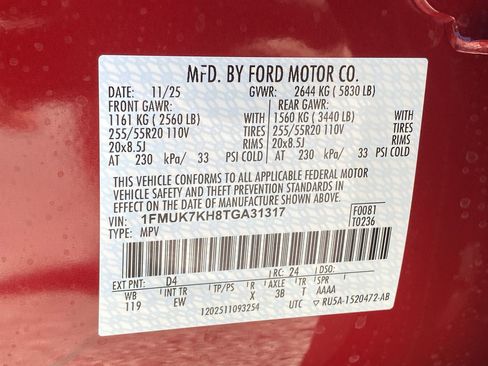 MFD. BY FORD MOTOR CO.
DATE: 11/25 GVWR: 2644 KG ( 5830 LB)
FRONT GAWR: REAR GAWR:
1161 KG ( 2560 LB) 1560 KG ( 3440 LB)
255/55R20 110V TIRES 255/55R20 110V TIRES
20x8.5J RIMS 20x8.5J RIMS
AT 230 kPa/ 33 PSI COLD AT 230 kPa/ 33 PSI COLD
THIS VEHICLE CONFORMS TO ALL APPLICABLE FEDERAL MOTOR
VEHICLE SAFETY AND THEFT PREVENTION STANDARDS IN EFFECT
ON THE DATE OF MANUFACTURE SHOWN ABOVE.
VIN: 1FMUK7KH8TGA31317 F0081
TYPE: MPV T0236
EXT PNT: D4 RC: 24 DSO:
WB INT TR TP/PS R AXLE TR SPR
119 EW X 3B T AAAA
1202511093254 UTC RU5A-1520472-AB